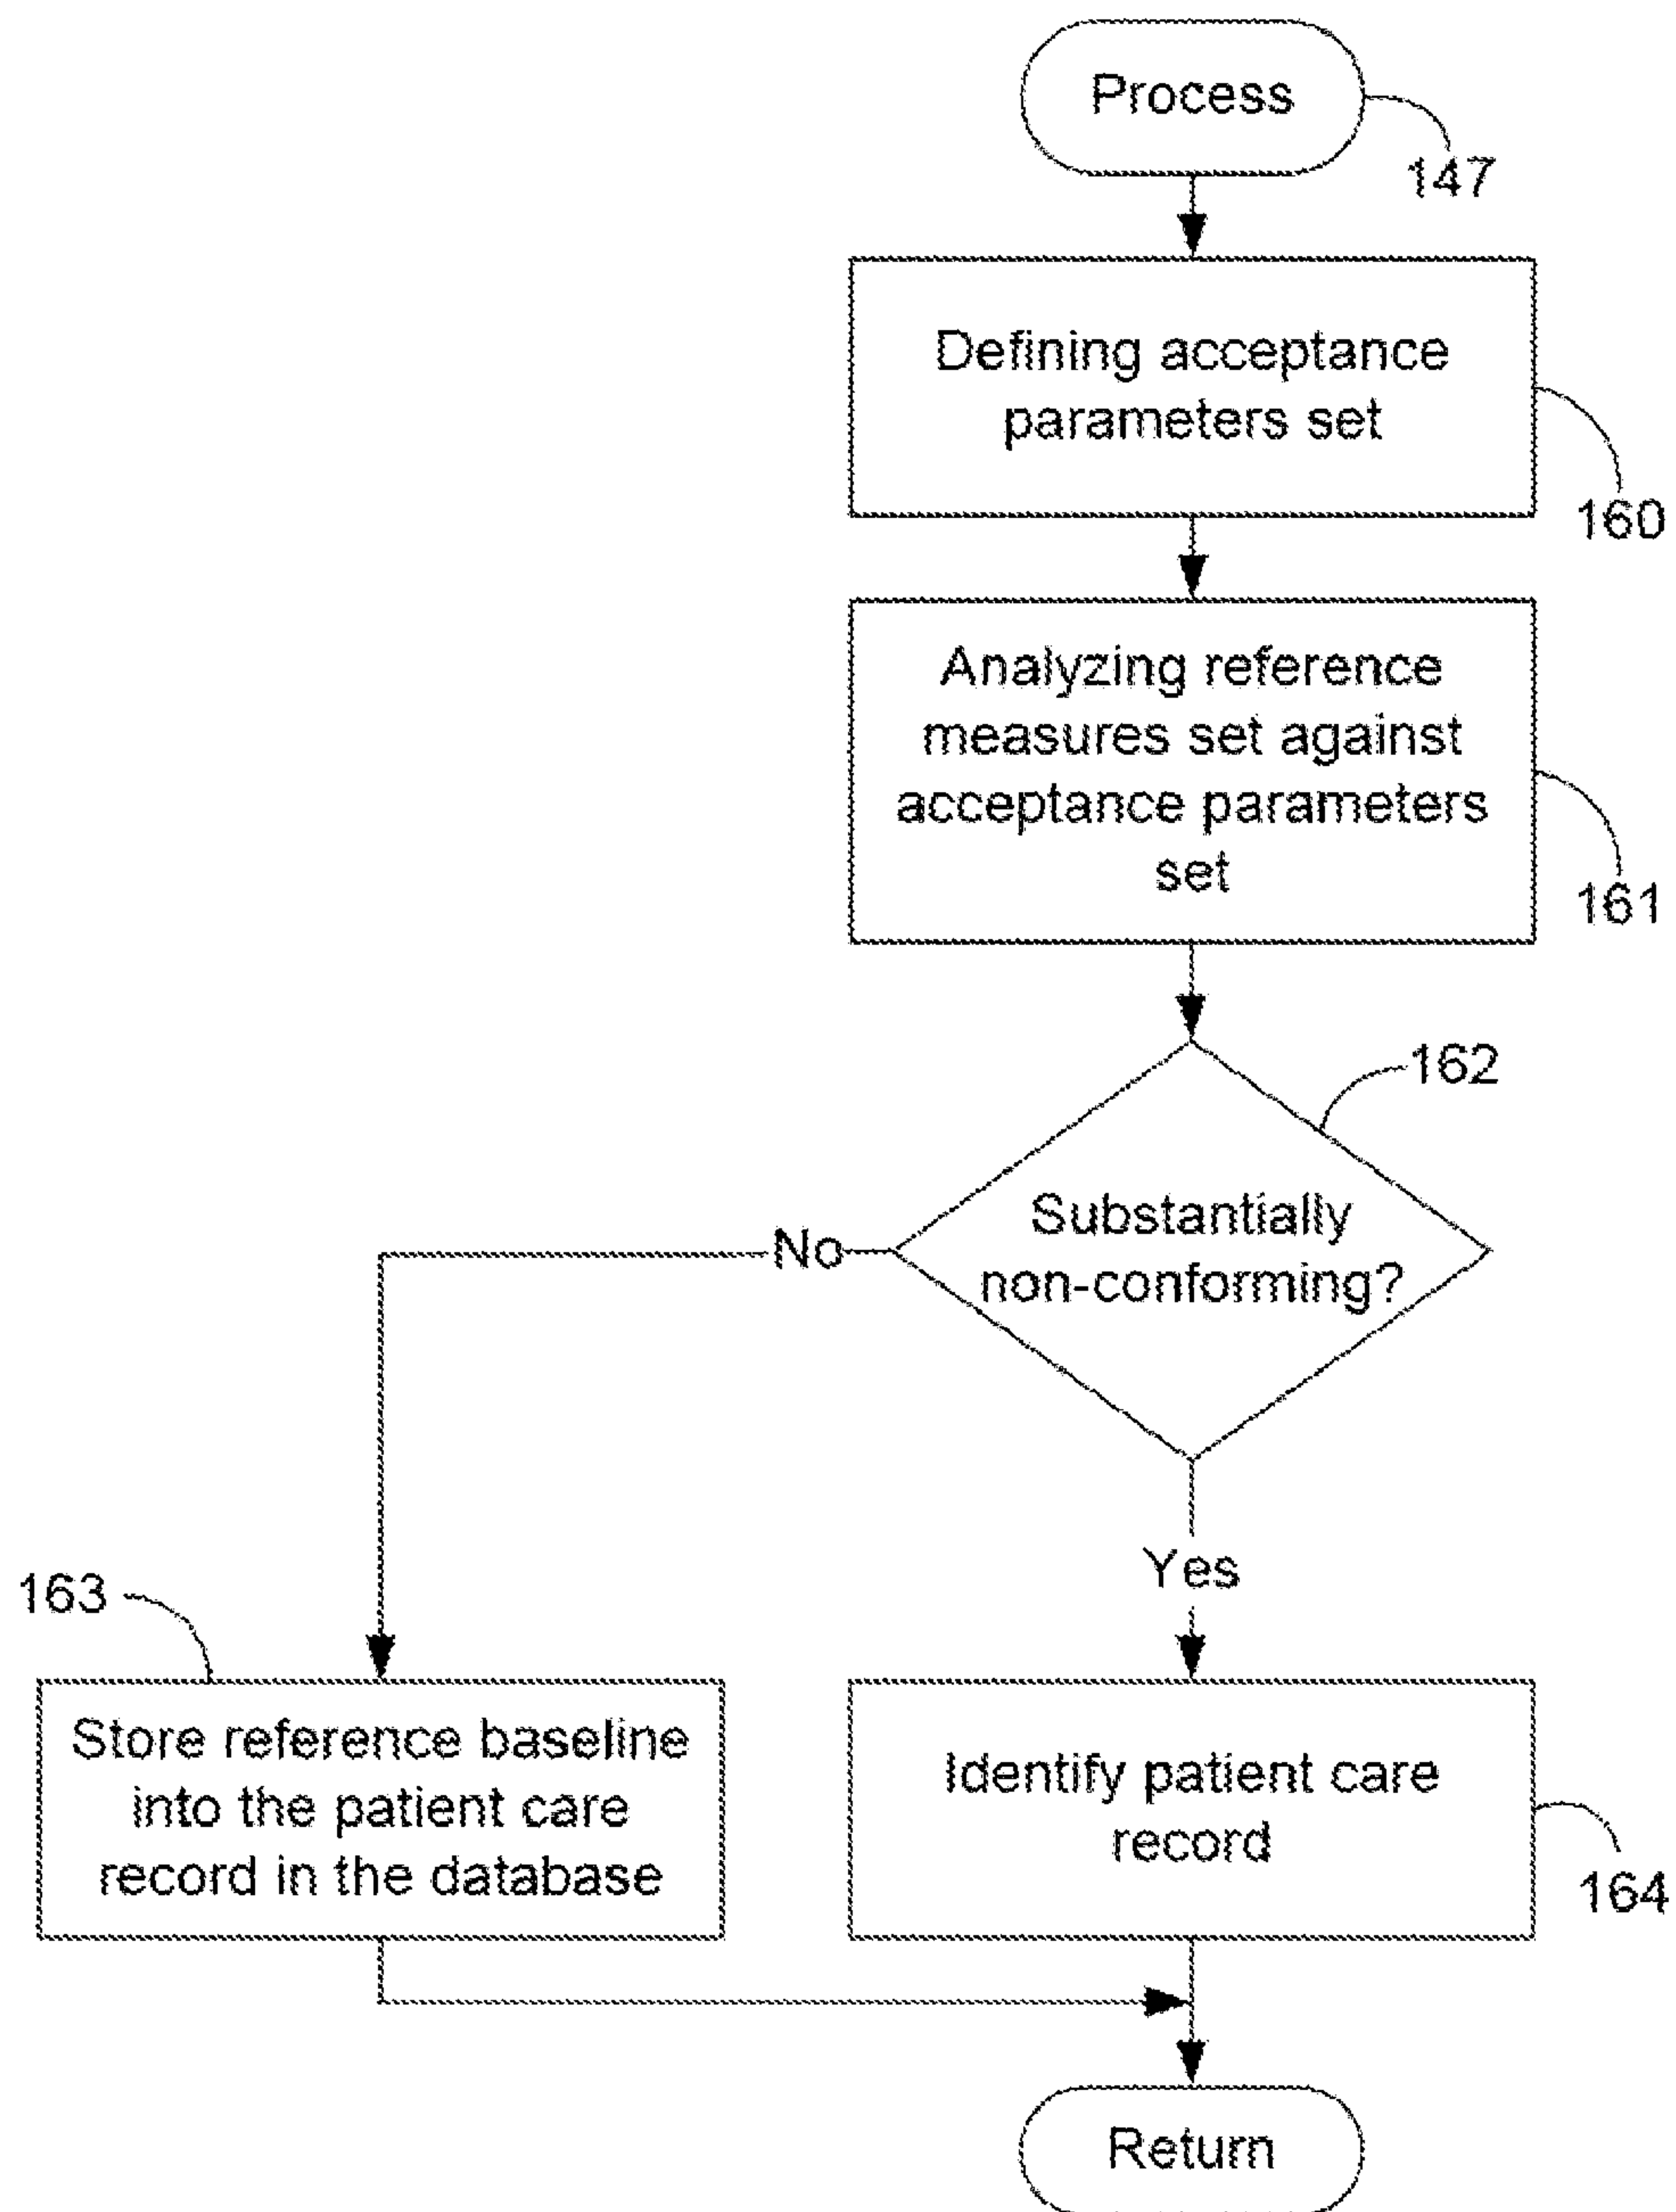 Process
147
Defining acceptance
parameters set
160
Analyzing reference
measures set against
acceptance parameters
set
161
162
Substantially
non-conforming?
No
Yes
163
Store reference baseline
into the patient care
record in the database
Identify patient care
record
164
Return